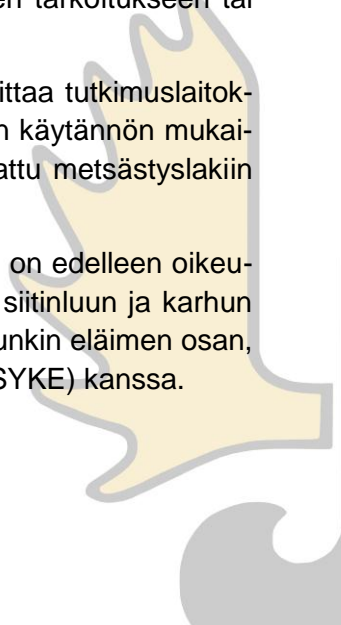 en tarkoitukseen tai
ittaa tutkimuslaitok-
n käytännön mukai-
attu metsästyslakiin
on edelleen oikeu-
siitinluun ja karhun
unkin eläimen osan,
SYKE) kanssa.